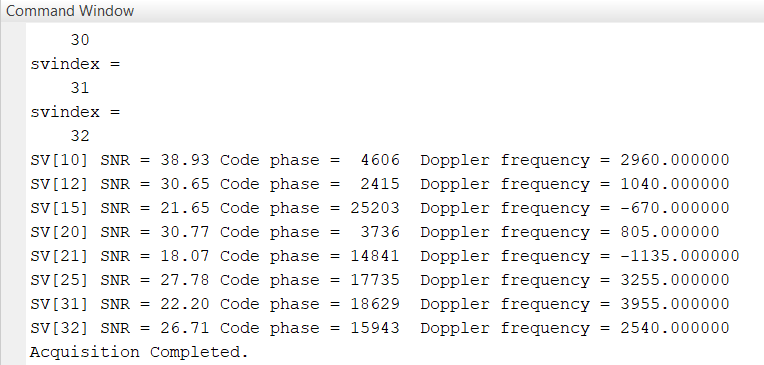 Command Window
30
svindex =
31
svindex =
32
SV[10] SNR = 38.93 Code phase =  4606  Doppler frequency = 2960.000000
SV[12] SNR = 30.65 Code phase =  2415  Doppler frequency = 1040.000000
SV[15] SNR = 21.65 Code phase = 25203  Doppler frequency = -670.000000
SV[20] SNR = 30.77 Code phase =  3736  Doppler frequency = 805.000000
SV[21] SNR = 18.07 Code phase = 14841  Doppler frequency = -1135.000000
SV[25] SNR = 27.78 Code phase = 17735  Doppler frequency = 3255.000000
SV[31] SNR = 22.20 Code phase = 18629  Doppler frequency = 3955.000000
SV[32] SNR = 26.71 Code phase = 15943  Doppler frequency = 2540.000000
Acquisition Completed.